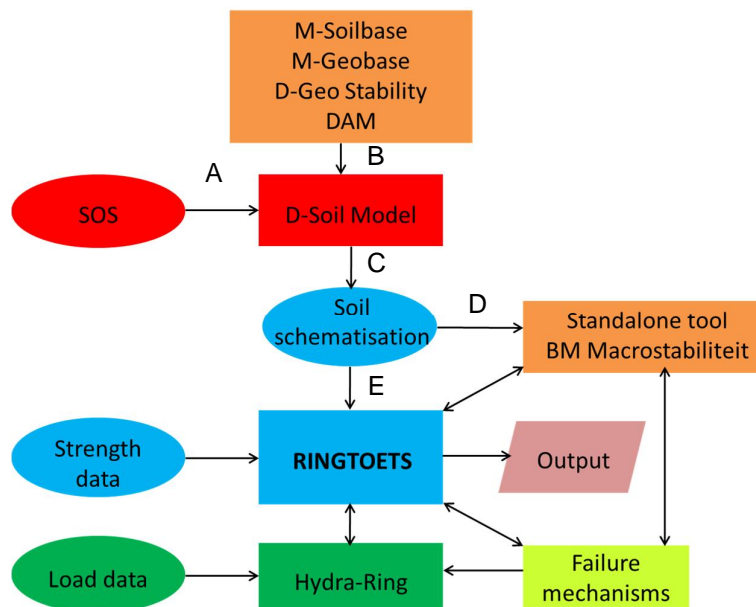 M-Soilbase
M-Geobase
D-Geo Stability
DAM
B
A
SOS
D-Soil Model
C
Soil
schematisation
D
Standalone tool
BM Macrostabiliteit
E
Strength
data
RINGTOETS
Output
Load data
Hydra-Ring
Failure
mechanisms